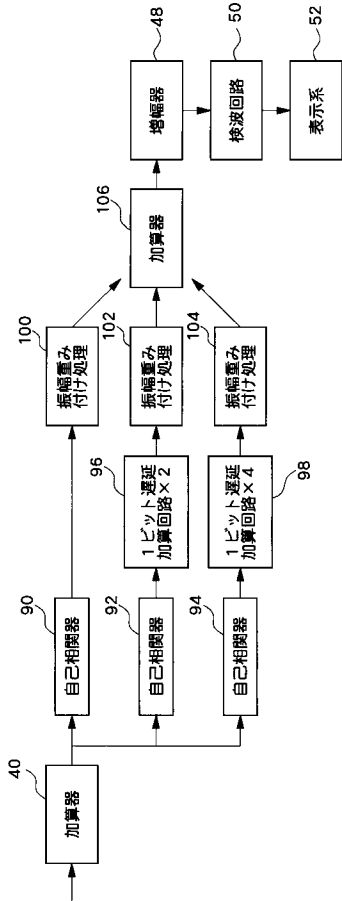 40
加算器
90
自己相関器
92
自己相関器
94
自己相関器
96
1ビット遅延
加算回路×2
98
1ビット遅延
加算回路×4
100
振幅重み
付け処理
102
振幅重み
付け処理
104
振幅重み
付け処理
106
加算器
48
増幅器
50
検波回路
52
表示系